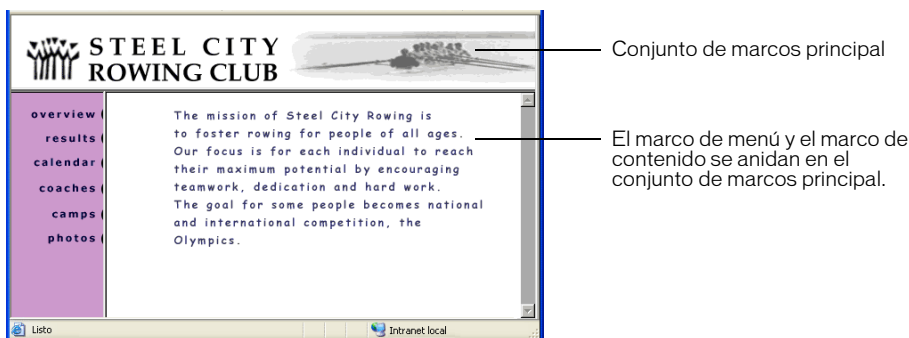 STEEL CITY
ROWING CLUB
Conjunto de marcos principal
overview
results
calendar
coaches
camps
photos
The mission of Steel City Rowing is
to foster rowing for people of all ages.
Our focus is for each individual to reach
their maximum potential by encouraging
teamwork, dedication and hard work.
The goal for some people becomes national
and international competition, the
Olympics.
El marco de menú y el marco de
contenido se anidan en el
conjunto de marcos principal.
Listo
Intranet local